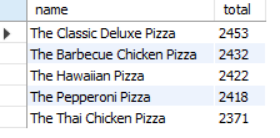 name total
The Classic Deluxe Pizza 2453
The Barbecue Chicken Pizza 2432
The Hawaiian Pizza 2422
The Pepperoni Pizza 2418
The Thai Chicken Pizza 2371